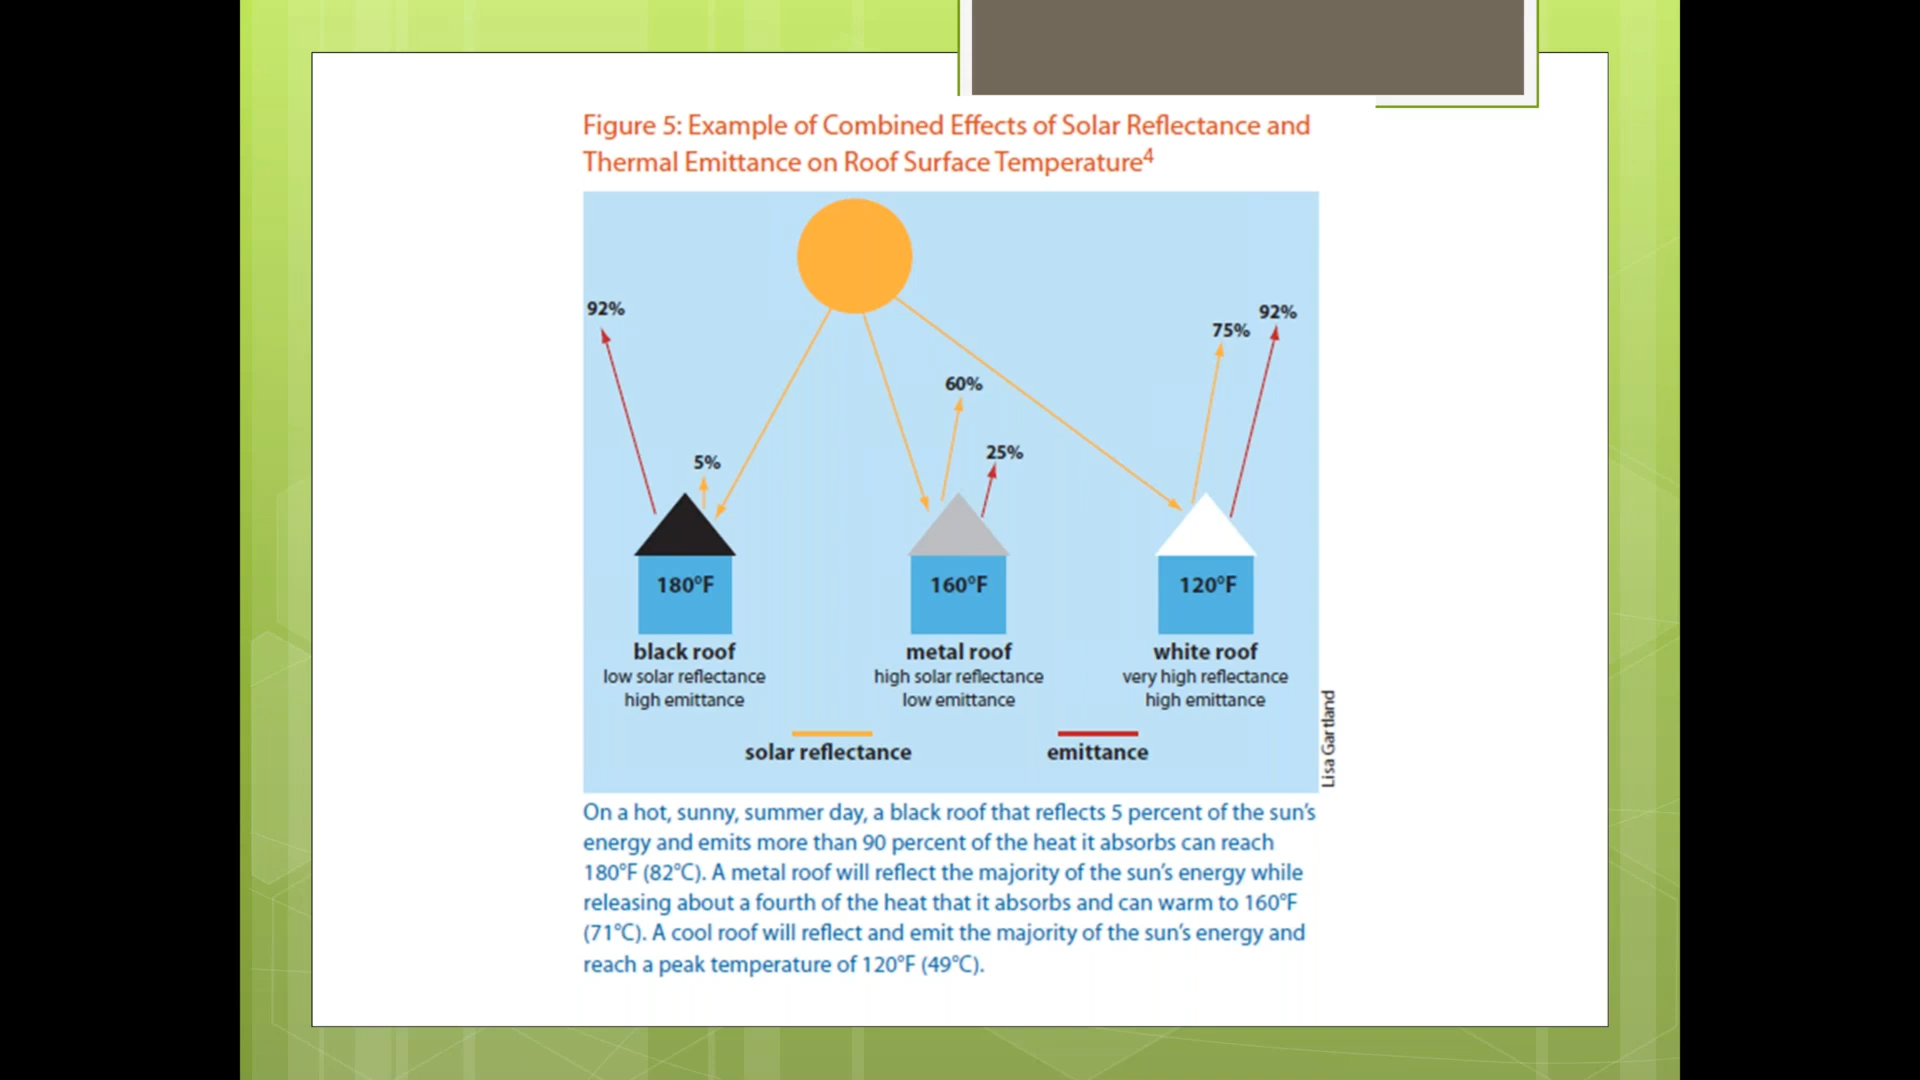 Figure 5: Example of Combined Effects of Solar Reflectance and
Thermal Emittance on Roof Surface Temperature4
92%
5%
60%
25%
75%
92%
180°F
160°F
120°F
black roof
low solar reflectance
high emittance
metal roof
high solar reflectance
low emittance
white roof
very high reflectance
high emittance
solar reflectance
emittance
Lisa Gartland
On a hot, sunny, summer day, a black roof that reflects 5 percent of the sun's
energy and emits more than 90 percent of the heat it absorbs can reach
180°F (82°C). A metal roof will reflect the majority of the sun's energy while
releasing about a fourth of the heat that it absorbs and can warm to 160°F
(71°C). A cool roof will reflect and emit the majority of the sun's energy and
reach a peak temperature of 120°F (49°C).